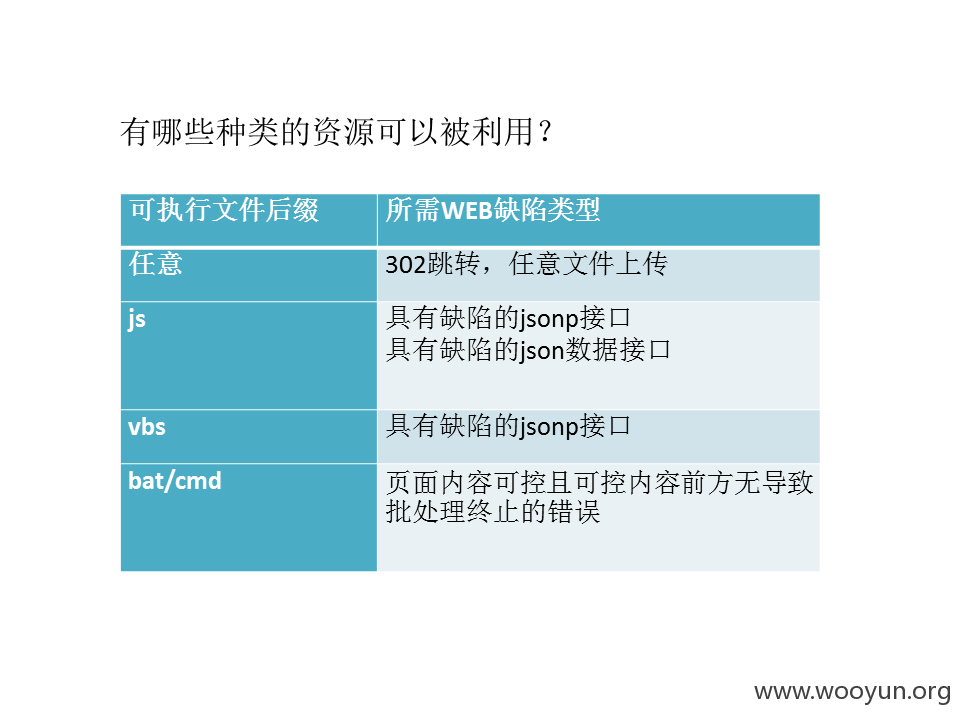 有哪些种类的资源可以被利用？
可执行文件后缀 所需WEB缺陷类型
任意 302跳转，任意文件上传
js 具有缺陷的jsonp接口
具有缺陷的json数据接口
vbs 具有缺陷的jsonp接口
bat/cmd 页面内容可控且可控内容前方无导致
批处理终止的错误
www.wooyun.org